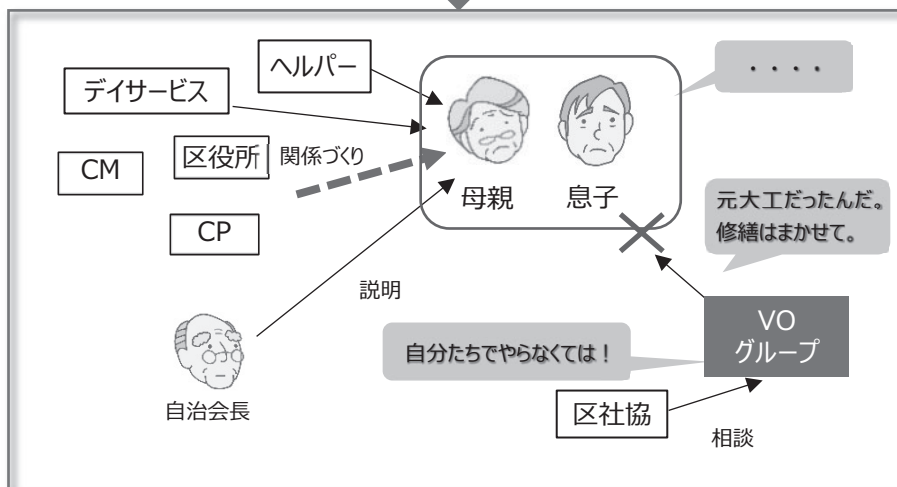 ヘルパー
デイサービス
・・・・
CM
区役所
関係づくり
CP
母親
息子
元大工だったんだ。
修繕はまかせて。
説明
VO
グループ
自分たちでやらなくては！
自治会長
区社協
相談